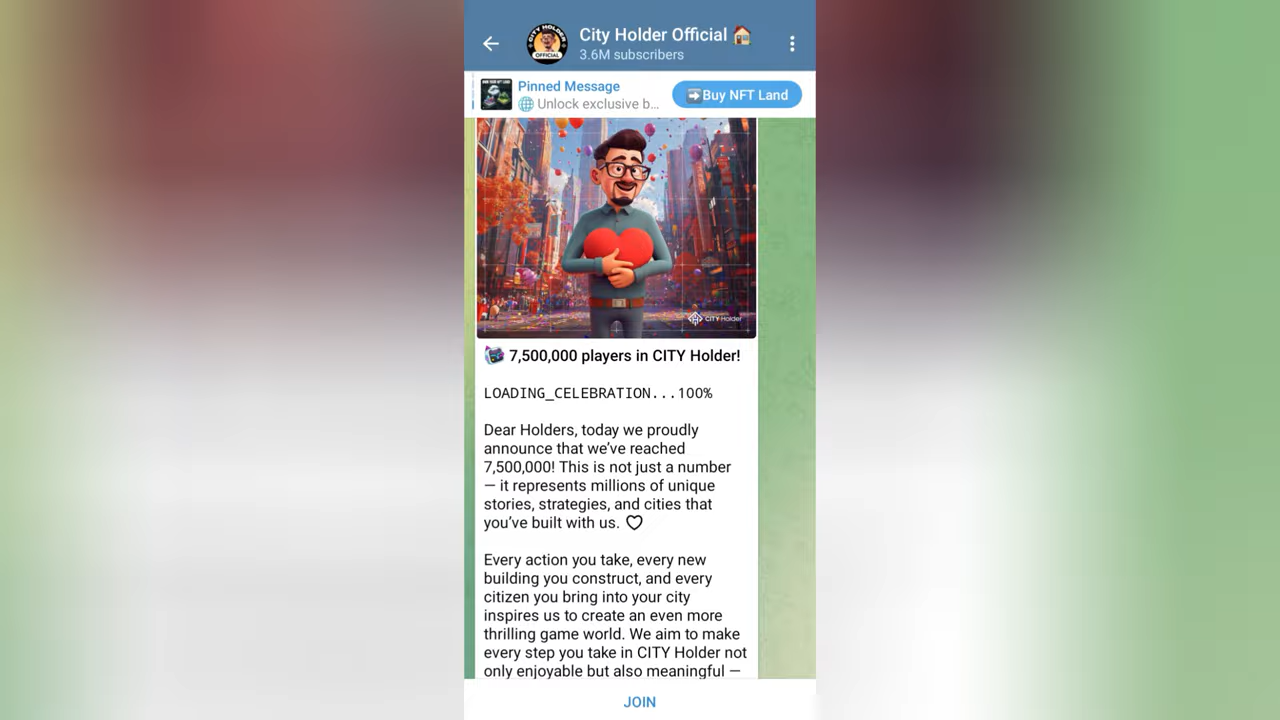 City Holder Official 🏠
3.6M subscribers
CITY HOLDER
OFFICIAL
Pinned Message
🌐 Unlock exclusive b...
➡️Buy NFT Land
CITY Holder
7,500,000 players in CITY Holder!
LOADING_CELEBRATION...100%
Dear Holders, today we proudly
announce that we’ve reached
7,500,000! This is not just a number
— it represents millions of unique
stories, strategies, and cities that
you’ve built with us. ♡
Every action you take, every new
building you construct, and every
citizen you bring into your city
inspires us to create an even more
thrilling game world. We aim to make
every step you take in CITY Holder not
only enjoyable but also meaningful —
JOIN